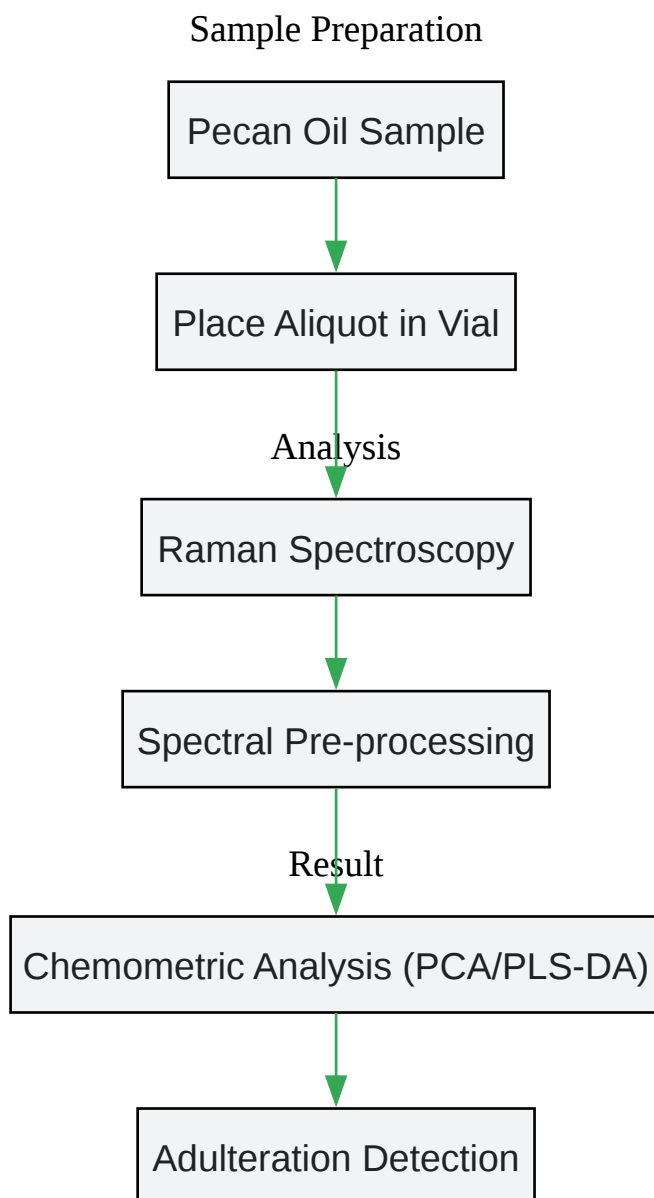 Sample Preparation
Pecan Oil Sample
Place Aliquot in Vial
Analysis
Raman Spectroscopy
Spectral Pre-processing
Result
Chemometric Analysis (PCA/PLS-DA)
Adulteration Detection